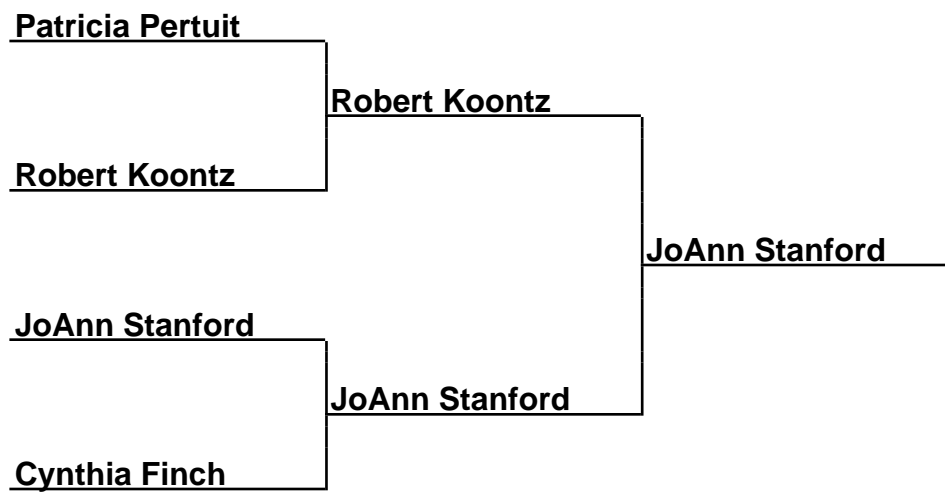 Patricia Pertuit
Robert Koontz
Robert Koontz
JoAnn Stanford
JoAnn Stanford
JoAnn Stanford
Cynthia Finch